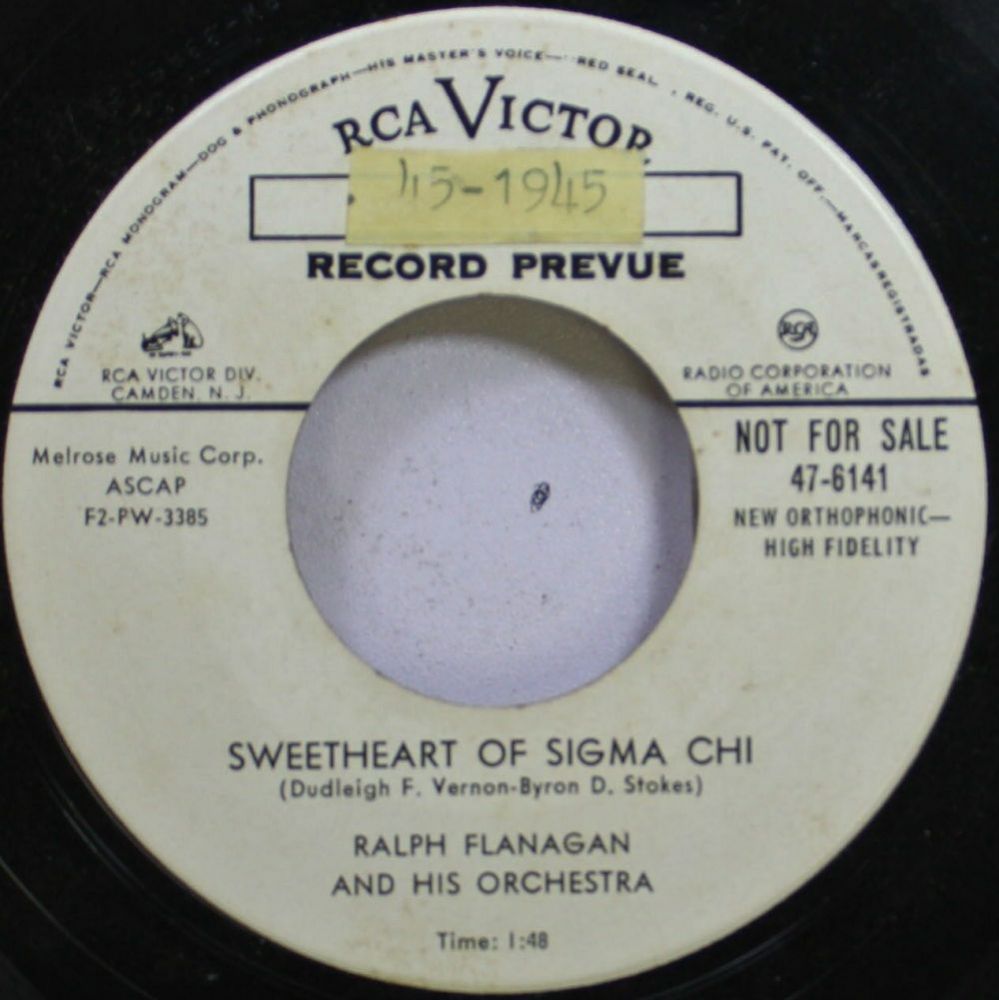 RCA VICTOR—RCA MONOGRAM—DOG & PHONOGRAPH—HIS MASTER'S VOICE—"RED SEAL", REG. U.S. PAT. OFF.—MARCAS REGISTRADAS
RCA VICTOR
45-1945
RECORD PREVUE
RCA VICTOR DIV.
CAMDEN, N. J.
RCA
RADIO CORPORATION
OF AMERICA
Melrose Music Corp.
ASCAP
F2-PW-3385
NOT FOR SALE
47-6141
NEW ORTHOPHONIC—
HIGH FIDELITY
SWEETHEART OF SIGMA CHI
(Dudleigh F. Vernon-Byron D. Stokes)
RALPH FLANAGAN
AND HIS ORCHESTRA
Time: 1:48